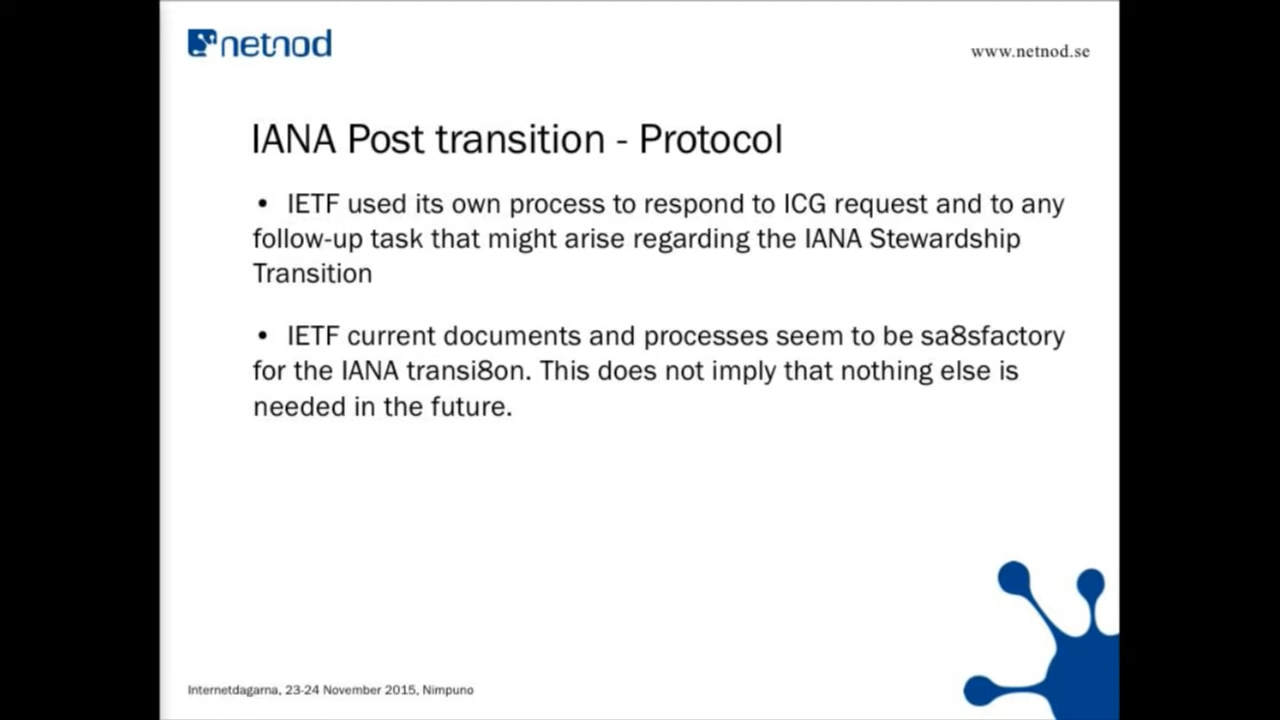 netnod
www.netnod.se
IANA Post transition - Protocol
• IETF used its own process to respond to ICG request and to any
follow-up task that might arise regarding the IANA Stewardship
Transition
• IETF current documents and processes seem to be sa8sfactory
for the IANA transi8on. This does not imply that nothing else is
needed in the future.
Internetdagarna, 23-24 November 2015, Nimpuno